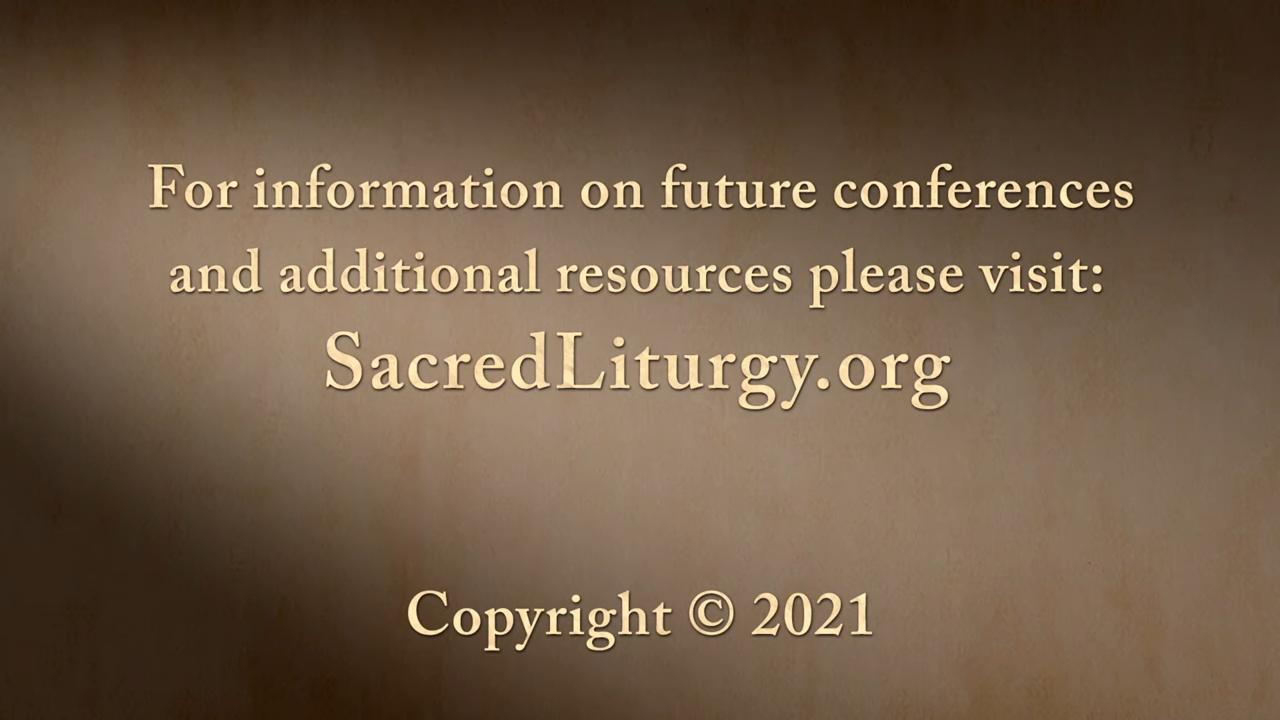 For information on future conferences
and additional resources please visit:
SacredLiturgy.org
Copyright © 2021